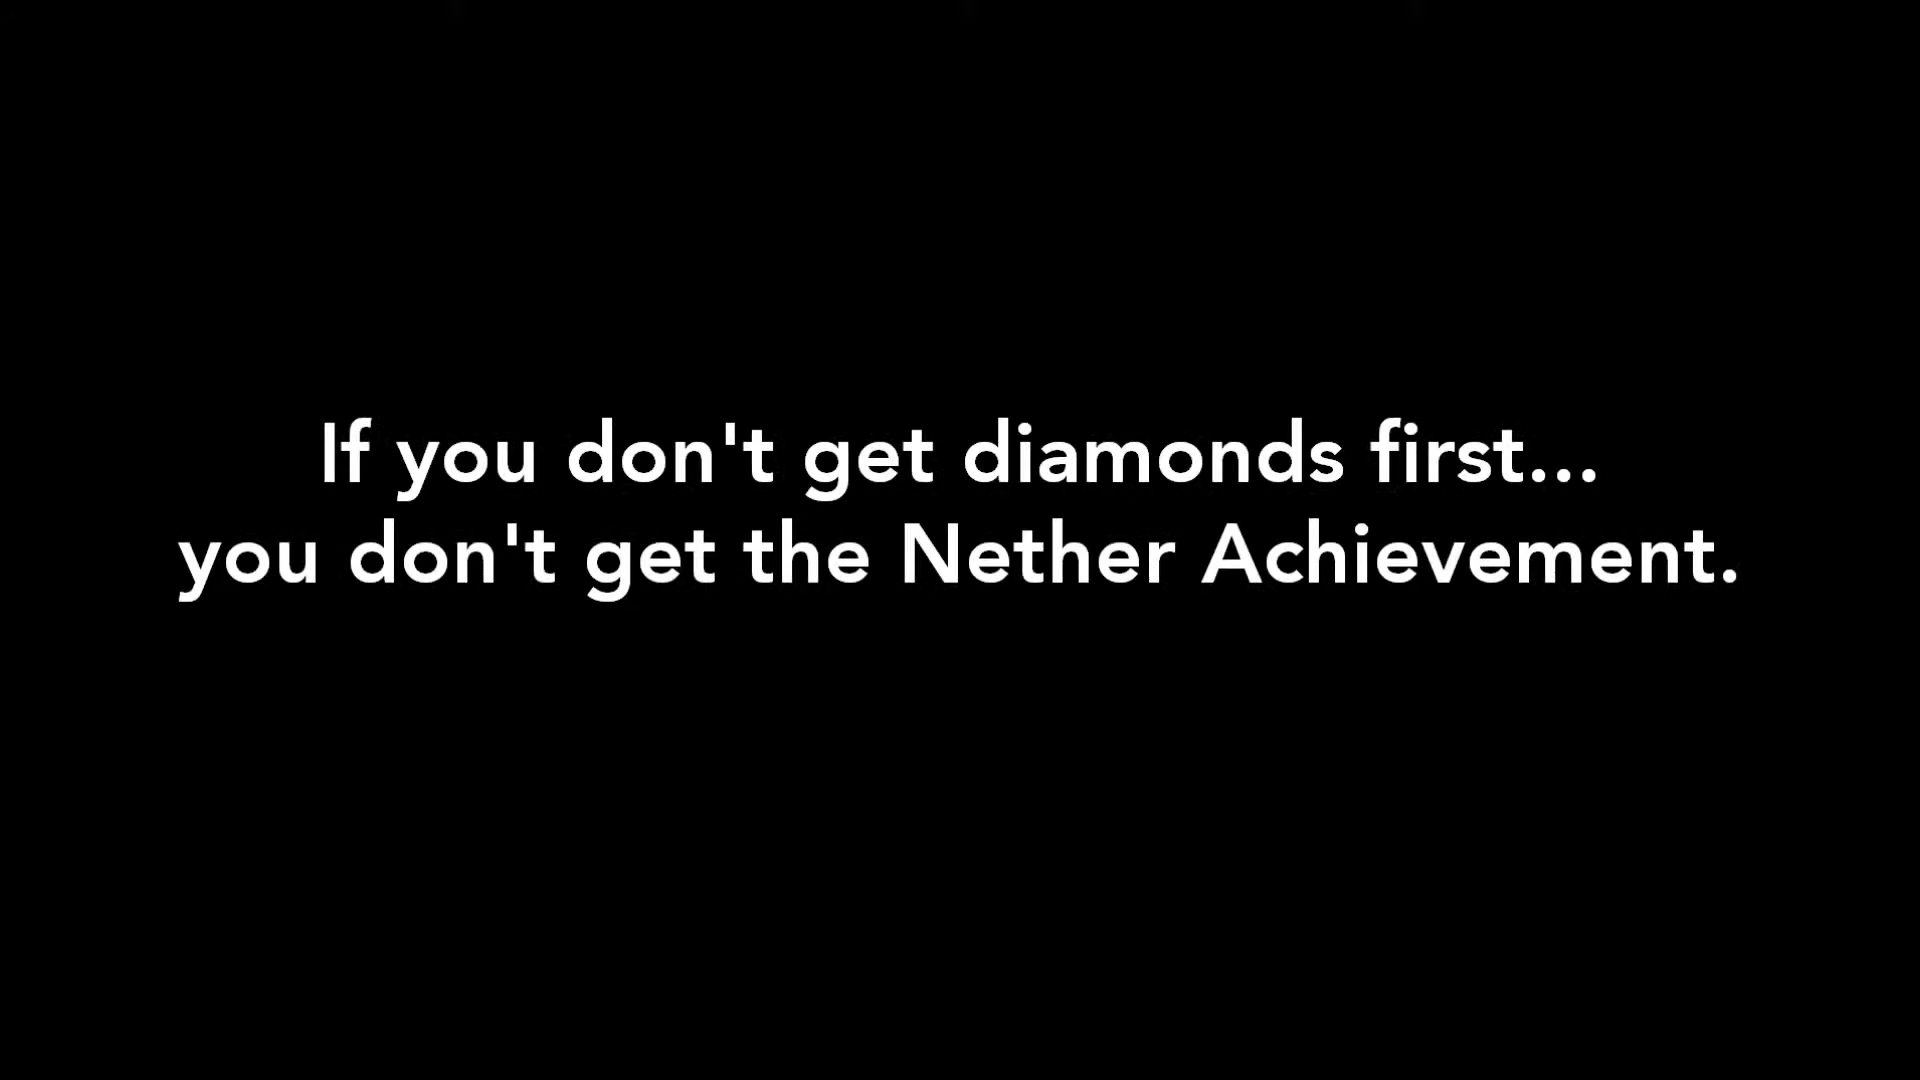 If you don't get diamonds first...
you don't get the Nether Achievement.